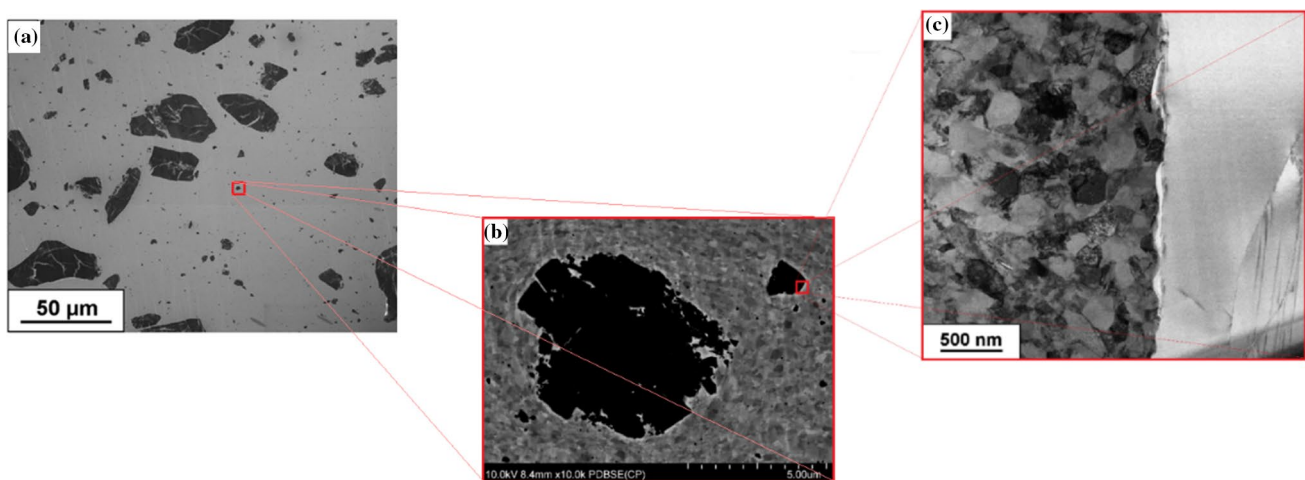 (a)
50 µm
(b)
10.0kV 8.4mm x10.0k PDBSE(CP)
5.00um
(c)
500 nm